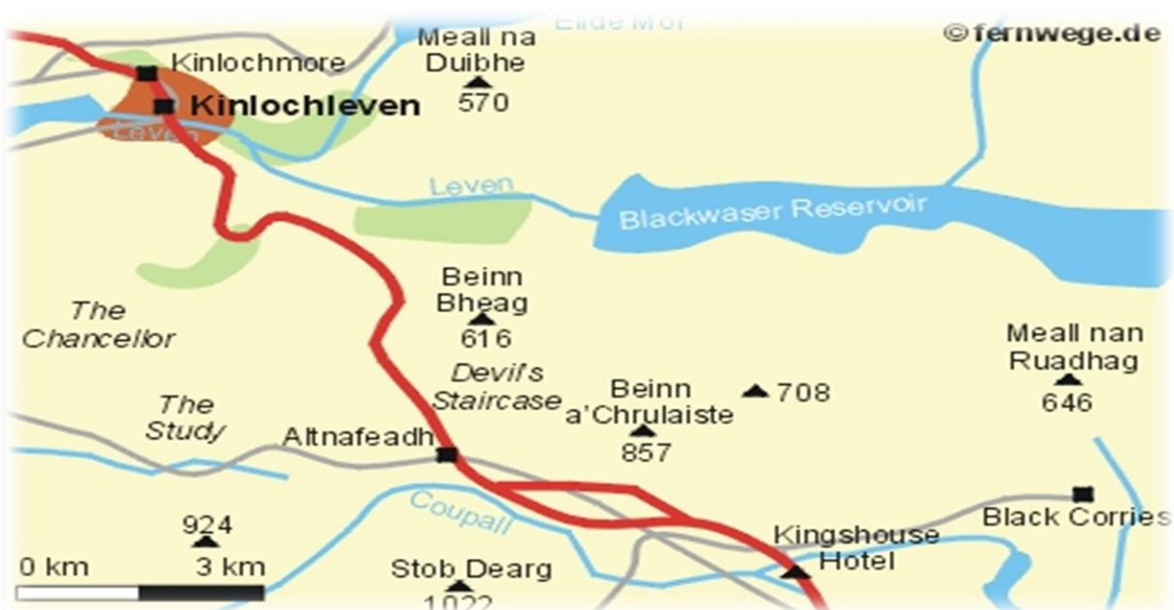 Eilde Mor
© fernwege.de
Meall na
Duibhe
570
Kinlochmore
Kinlochleven
Leven
Leven
Blackwaser Reservoir
Beinn
Bheag
616
The
Chancellor
Devil's
Staircase
Meall nan
Ruadhag
646
Beinn
a'Chrulaiste
857
708
The
Study
Altnafeadh
Coupall
Black Corries
Kingshouse
Hotel
924
0 km
3 km
Stob Dearg
1022